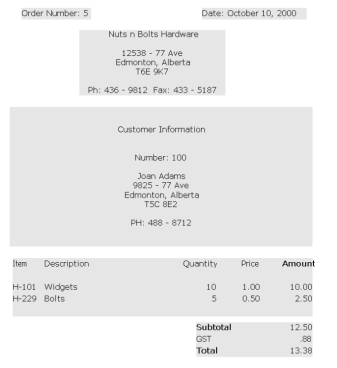 Order Number: 5 Date: October 10, 2000
Nuts n Bolts Hardware
12538 - 77 Ave
Edmonton, Alberta
T6E 9K7
Ph: 436 - 9812 Fax: 433 - 5187
Customer Information
Number: 100
Joan Adams
9825 - 77 Ave
Edmonton, Alberta
T5C 8E2
PH: 488 - 8712
Item Description Quantity Price Amount
H-101 Widgets 10 1.00 10.00
H-229 Bolts 5 0.50 2.50
Subtotal 12.50
GST .88
Total 13.38